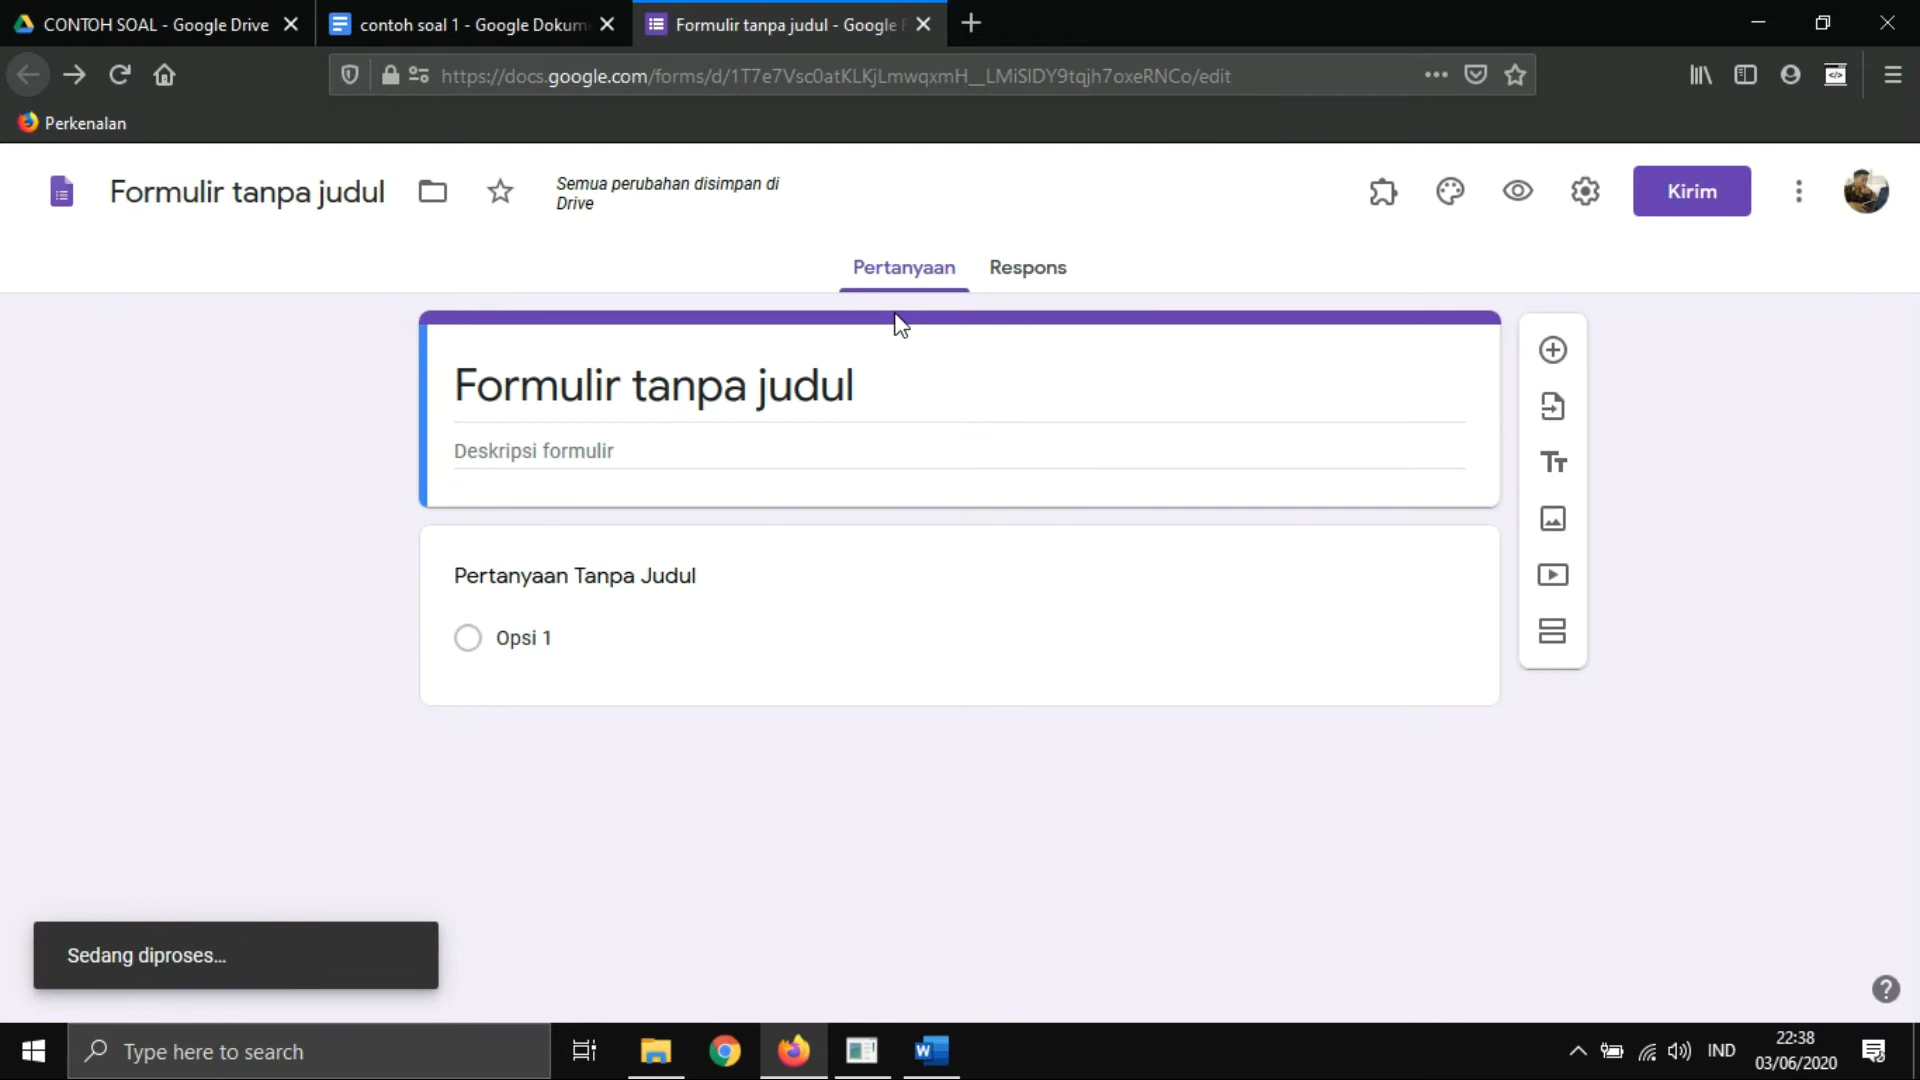 CONTOH SOAL - Google Drive
contoh soal 1 - Google Dokum
Formulir tanpa judul - Google F
https://docs.google.com/forms/d/1T7e7Vsc0atKLKjLmwqxmH__LMiSIDY9tqjh7oxeRNCo/edit
Perkenalan
Formulir tanpa judul
Semua perubahan disimpan di
Drive
Kirim
Pertanyaan
Respons
Formulir tanpa judul
Deskripsi formulir
Pertanyaan Tanpa Judul
Opsi 1
Sedang diproses...
Type here to search
IND
22:38
03/06/2020